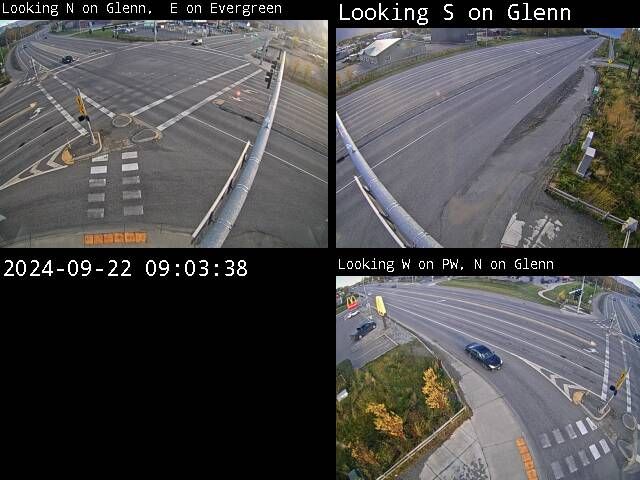 Looking N on Glenn,  E on Evergreen
Looking S on Glenn
2024-09-22 09:03:38
Looking W on PW, N on Glenn